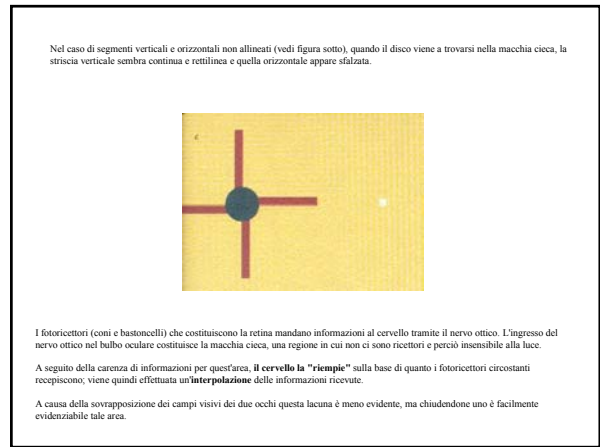 Nel caso di segmenti verticali e orizzontali non allineati (vedi figura sotto), quando il disco viene a trovarsi nella macchia cieca, la
striscia verticale sembra continua e rettilinea e quella orizzontale appare sfalzata.
c
I fotoricettori (coni e bastoncelli) che costituiscono la retina mandano informazioni al cervello tramite il nervo ottico. L'ingresso del
nervo ottico nel bulbo oculare costituisce la macchia cieca, una regione in cui non ci sono ricettori e perciò insensibile alla luce.
A seguito della carenza di informazioni per quest'area, il cervello la "riempie" sulla base di quanto i fotoricettori circostanti
recepiscono; viene quindi effettuata un'interpolazione delle informazioni ricevute.
A causa della sovrapposizione dei campi visivi dei due occhi questa lacuna è meno evidente, ma chiudendone uno è facilmente
evidenziabile tale area.